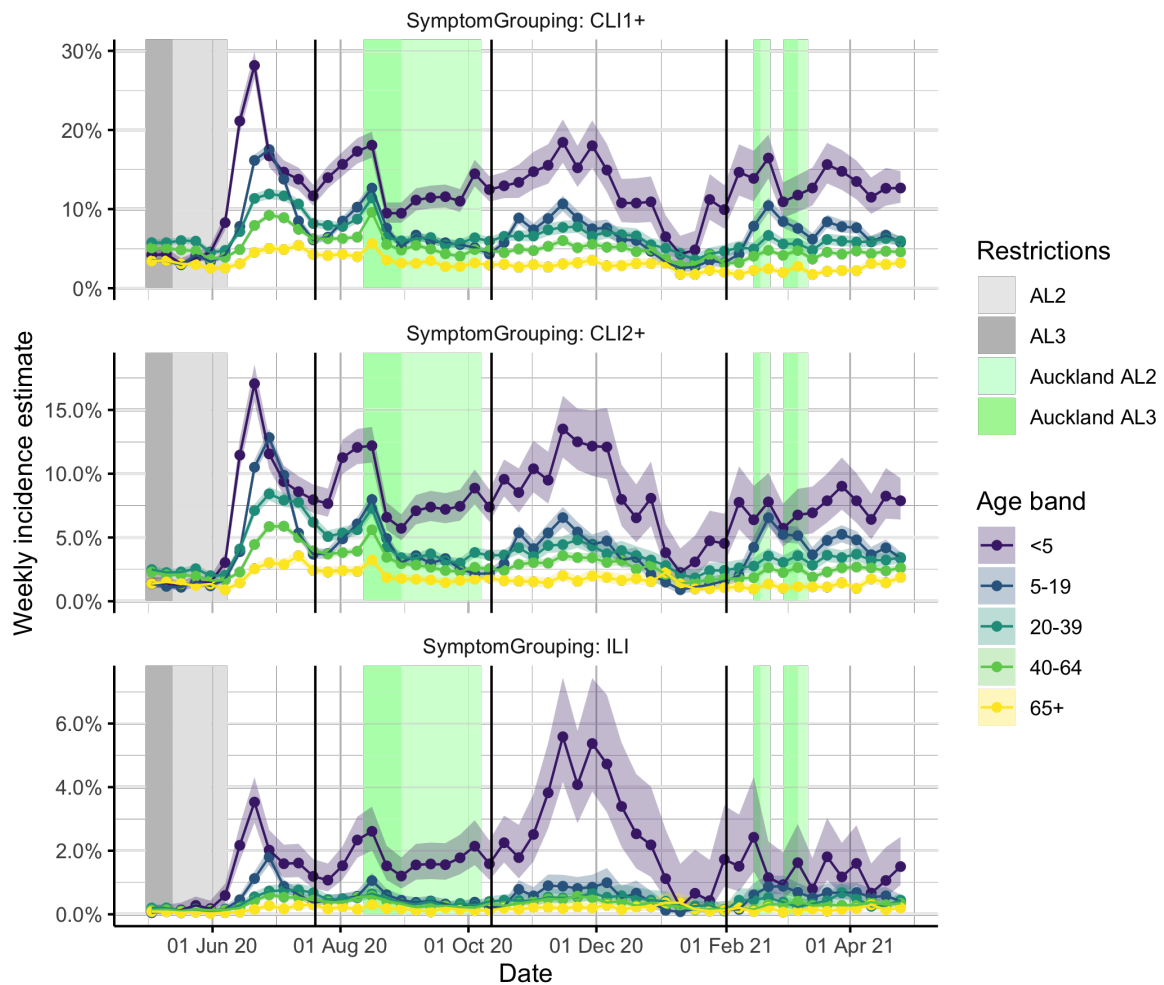 SymptomGrouping: CLI1+
30%
20%
10%
0%
SymptomGrouping: CLI2+
15.0%
10.0%
5.0%
0.0%
SymptomGrouping: ILI
6.0%
4.0%
2.0%
0.0%
01 Jun 20 01 Aug 20 01 Oct 20 01 Dec 20 01 Feb 21 01 Apr 21
Date
Weekly incidence estimate
Restrictions
AL2
AL3
Auckland AL2
Auckland AL3
Age band
<5
5-19
20-39
40-64
65+